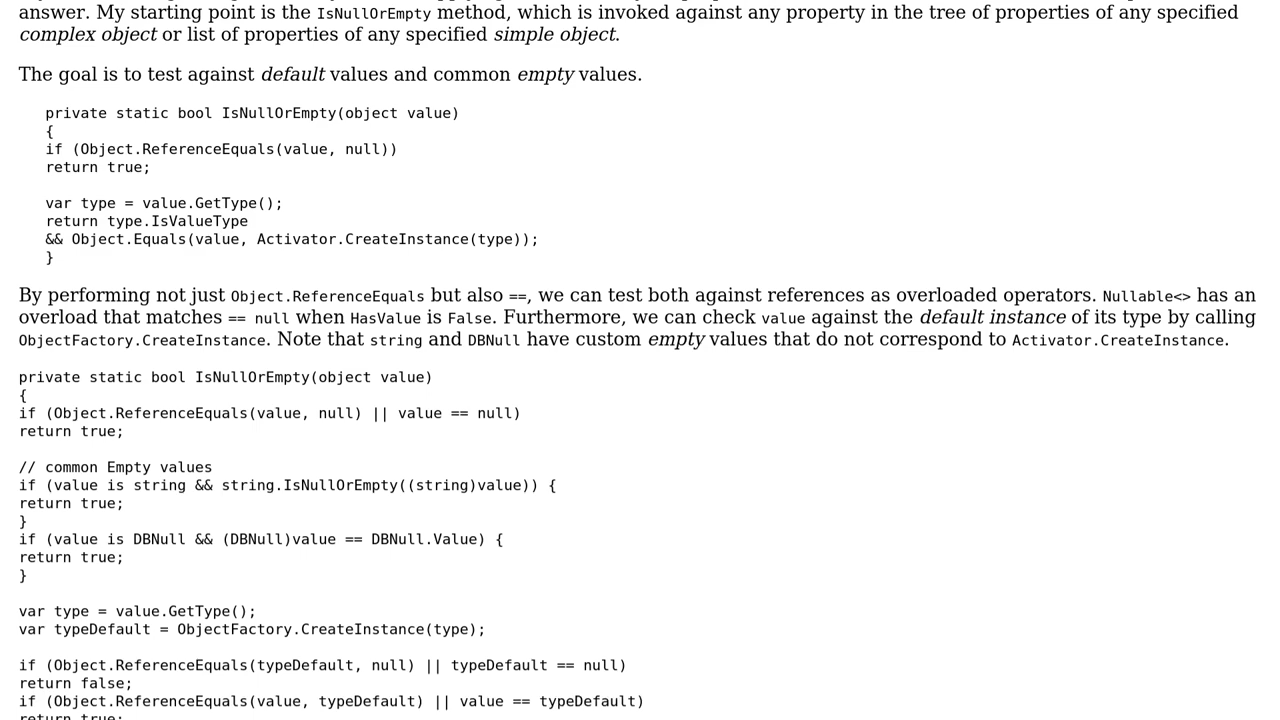 answer. My starting point is the IsNullOrEmpty method, which is invoked against any property in the tree of properties of any specified
complex object or list of properties of any specified simple object.
The goal is to test against default values and common empty values.
private static bool IsNullOrEmpty(object value)
{
if (Object.ReferenceEquals(value, null))
return true;
var type = value.GetType();
return type.IsValueType
&& Object.Equals(value, Activator.CreateInstance(type));
}
By performing not just Object.ReferenceEquals but also ==, we can test both against references as overloaded operators. Nullable<> has an
overload that matches == null when HasValue is False. Furthermore, we can check value against the default instance of its type by calling
ObjectFactory.CreateInstance. Note that string and DBNull have custom empty values that do not correspond to Activator.CreateInstance.
private static bool IsNullOrEmpty(object value)
{
if (Object.ReferenceEquals(value, null) || value == null)
return true;
// common Empty values
if (value is string && string.IsNullOrEmpty((string)value)) {
return true;
}
if (value is DBNull && (DBNull)value == DBNull.Value) {
return true;
}
var type = value.GetType();
var typeDefault = ObjectFactory.CreateInstance(type);
if (Object.ReferenceEquals(typeDefault, null) || typeDefault == null)
return false;
if (Object.ReferenceEquals(value, typeDefault) || value == typeDefault)
return true;